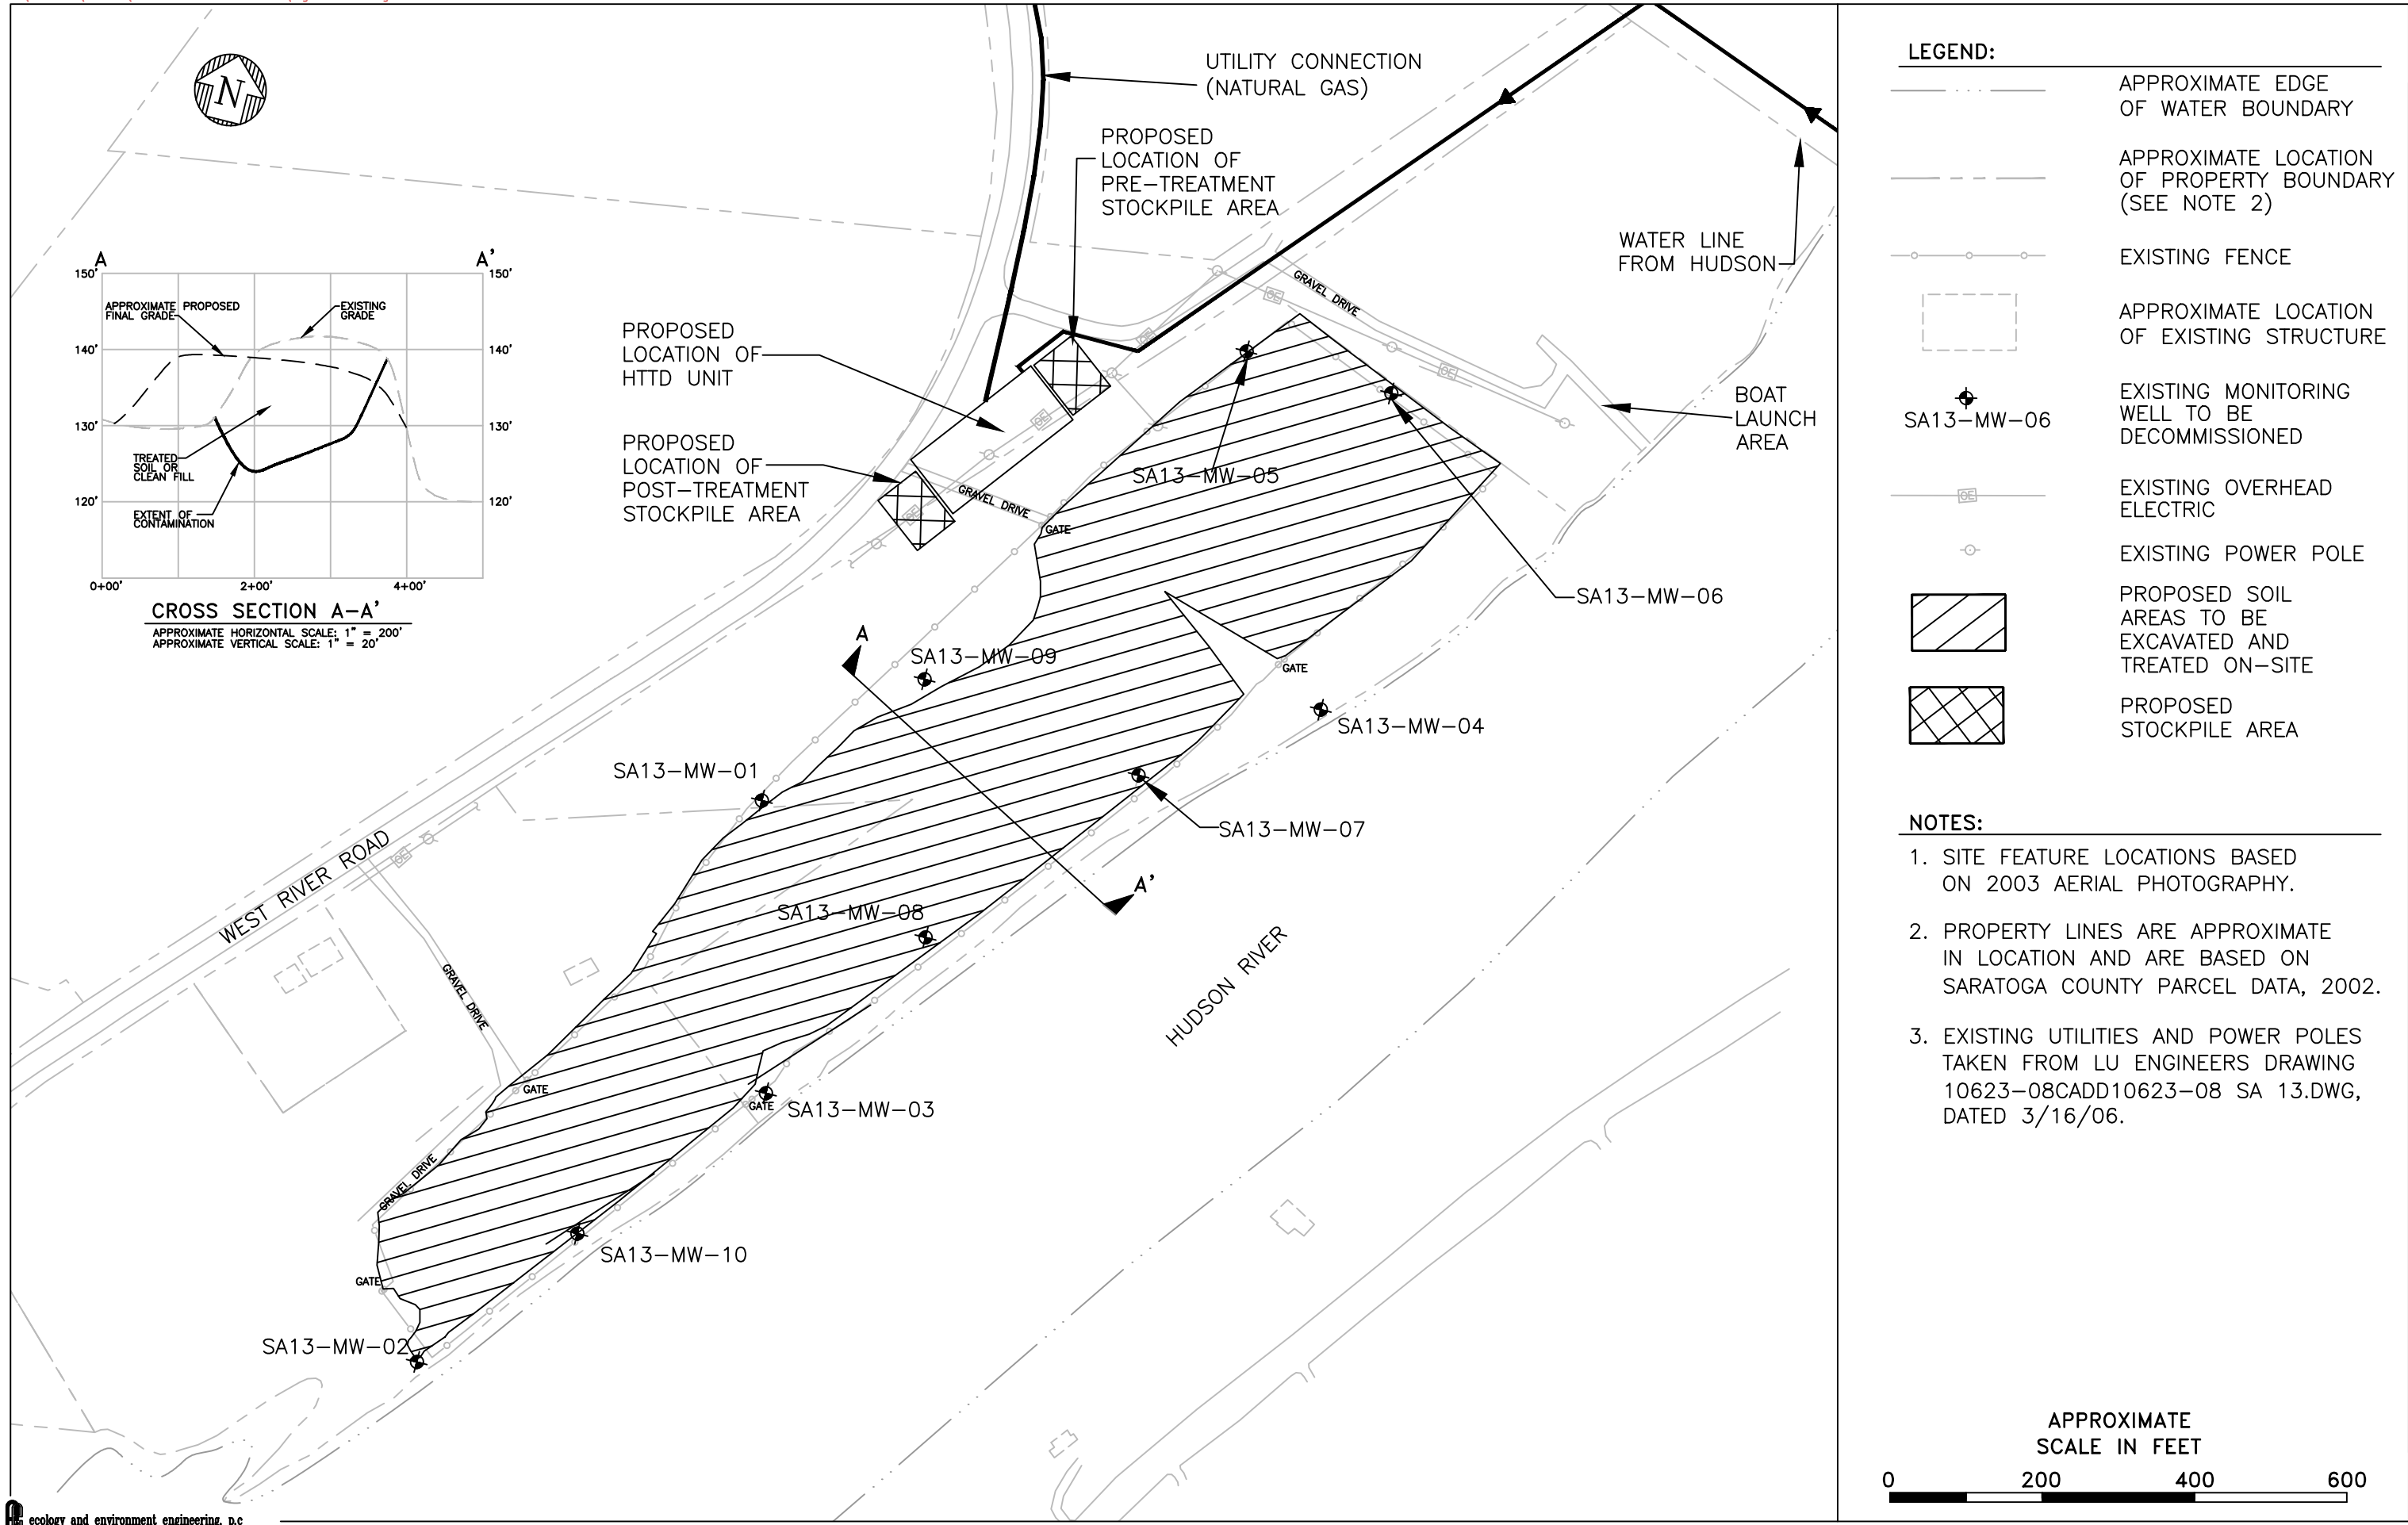 N
UTILITY CONNECTION
(NATURAL GAS)
PROPOSED
LOCATION OF
PRE-TREATMENT
STOCKPILE AREA
WATER LINE
FROM HUDSON
A
A'
150'
150'
140'
140'
130'
130'
120'
120'
APPROXIMATE PROPOSED
FINAL GRADE
EXISTING
GRADE
TREATED
SOIL OR
CLEAN FILL
EXTENT OF
CONTAMINATION
0+00'
2+00'
4+00'
CROSS SECTION A-A'
APPROXIMATE HORIZONTAL SCALE: 1" = 200'
APPROXIMATE VERTICAL SCALE: 1" = 20'
PROPOSED
LOCATION OF
HTTD UNIT
PROPOSED
LOCATION OF
POST-TREATMENT
STOCKPILE AREA
GRAVEL DRIVE
OE
OE
OE
OE
OE
BOAT
LAUNCH
AREA
SA13-MW-05
GRAVEL DRIVE
GATE
SA13-MW-06
A
SA13-MW-09
GATE
SA13-MW-04
SA13-MW-01
SA13-MW-07
A'
WEST RIVER ROAD
OE
SA13-MW-08
HUDSON RIVER
GRAVEL DRIVE
GATE
GATE
SA13-MW-03
GRAVEL DRIVE
SA13-MW-10
GATE
SA13-MW-02
ecology and environment engineering, p.c
LEGEND:
APPROXIMATE EDGE
OF WATER BOUNDARY
APPROXIMATE LOCATION
OF PROPERTY BOUNDARY
(SEE NOTE 2)
EXISTING FENCE
APPROXIMATE LOCATION
OF EXISTING STRUCTURE
SA13-MW-06
EXISTING MONITORING
WELL TO BE
DECOMMISSIONED
OE
EXISTING OVERHEAD
ELECTRIC
EXISTING POWER POLE
PROPOSED SOIL
AREAS TO BE
EXCAVATED AND
TREATED ON-SITE
PROPOSED
STOCKPILE AREA
NOTES:
1. SITE FEATURE LOCATIONS BASED
ON 2003 AERIAL PHOTOGRAPHY.
2. PROPERTY LINES ARE APPROXIMATE
IN LOCATION AND ARE BASED ON
SARATOGA COUNTY PARCEL DATA, 2002.
3. EXISTING UTILITIES AND POWER POLES
TAKEN FROM LU ENGINEERS DRAWING
10623-08CADD10623-08 SA 13.DWG,
DATED 3/16/06.
APPROXIMATE
SCALE IN FEET
0 200 400 600